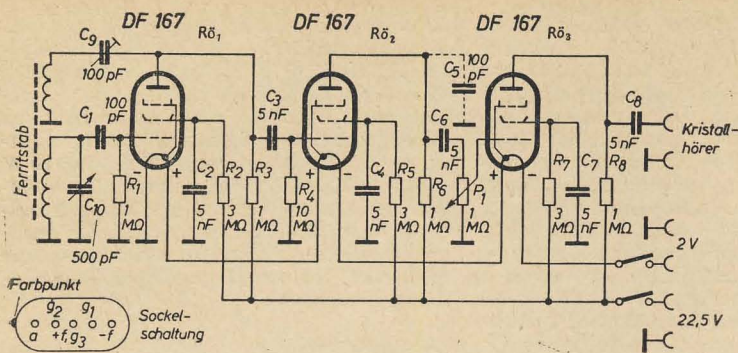 DF 167 Rö1
DF 167 Rö2
DF 167 Rö3
C9
100 pF
Ferritstab
C1
100 pF
C10
500 pF
R1
1 MΩ
−
+
C2
5 nF
R2
3 MΩ
R3
1 MΩ
C3
5 nF
R4
10 MΩ
+
−
C4
5 nF
R5
3 MΩ
R6
1 MΩ
C5
100 pF
C6
5 nF
P1
1 MΩ
+
−
R7
3 MΩ
C7
5 nF
R8
1 MΩ
C8
5 nF
Kristall-
hörer
2 V
22,5 V
Farbpunkt
g2 g1
a +f, g3 −f
Sockel-
schaltung